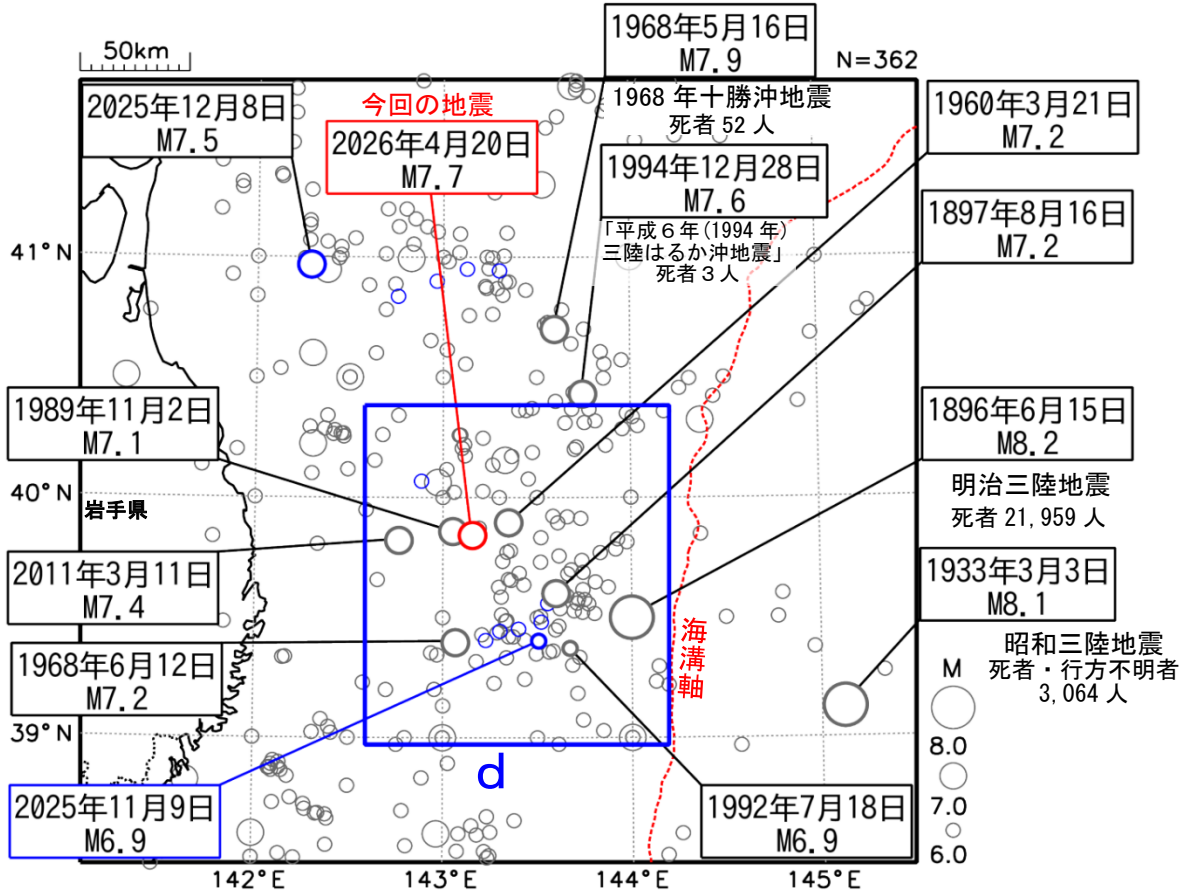 50km
N=362
1968年5月16日
M7.9
1968 年十勝沖地震
死者 52 人
2025年12月8日
M7.5
今回の地震
2026年4月20日
M7.7
1994年12月28日
M7.6
「平成６年(1994 年)
三陸はるか沖地震」
死者３人
1960年3月21日
M7.2
1897年8月16日
M7.2
41°N
1989年11月2日
M7.1
1896年6月15日
M8.2
明治三陸地震
死者 21,959 人
40°N
岩手県
2011年3月11日
M7.4
1933年3月3日
M8.1
昭和三陸地震
死者・行方不明者
3,064 人
海溝軸
1968年6月12日
M7.2
M
8.0
7.0
6.0
39°N
d
2025年11月9日
M6.9
1992年7月18日
M6.9
142°E
143°E
144°E
145°E